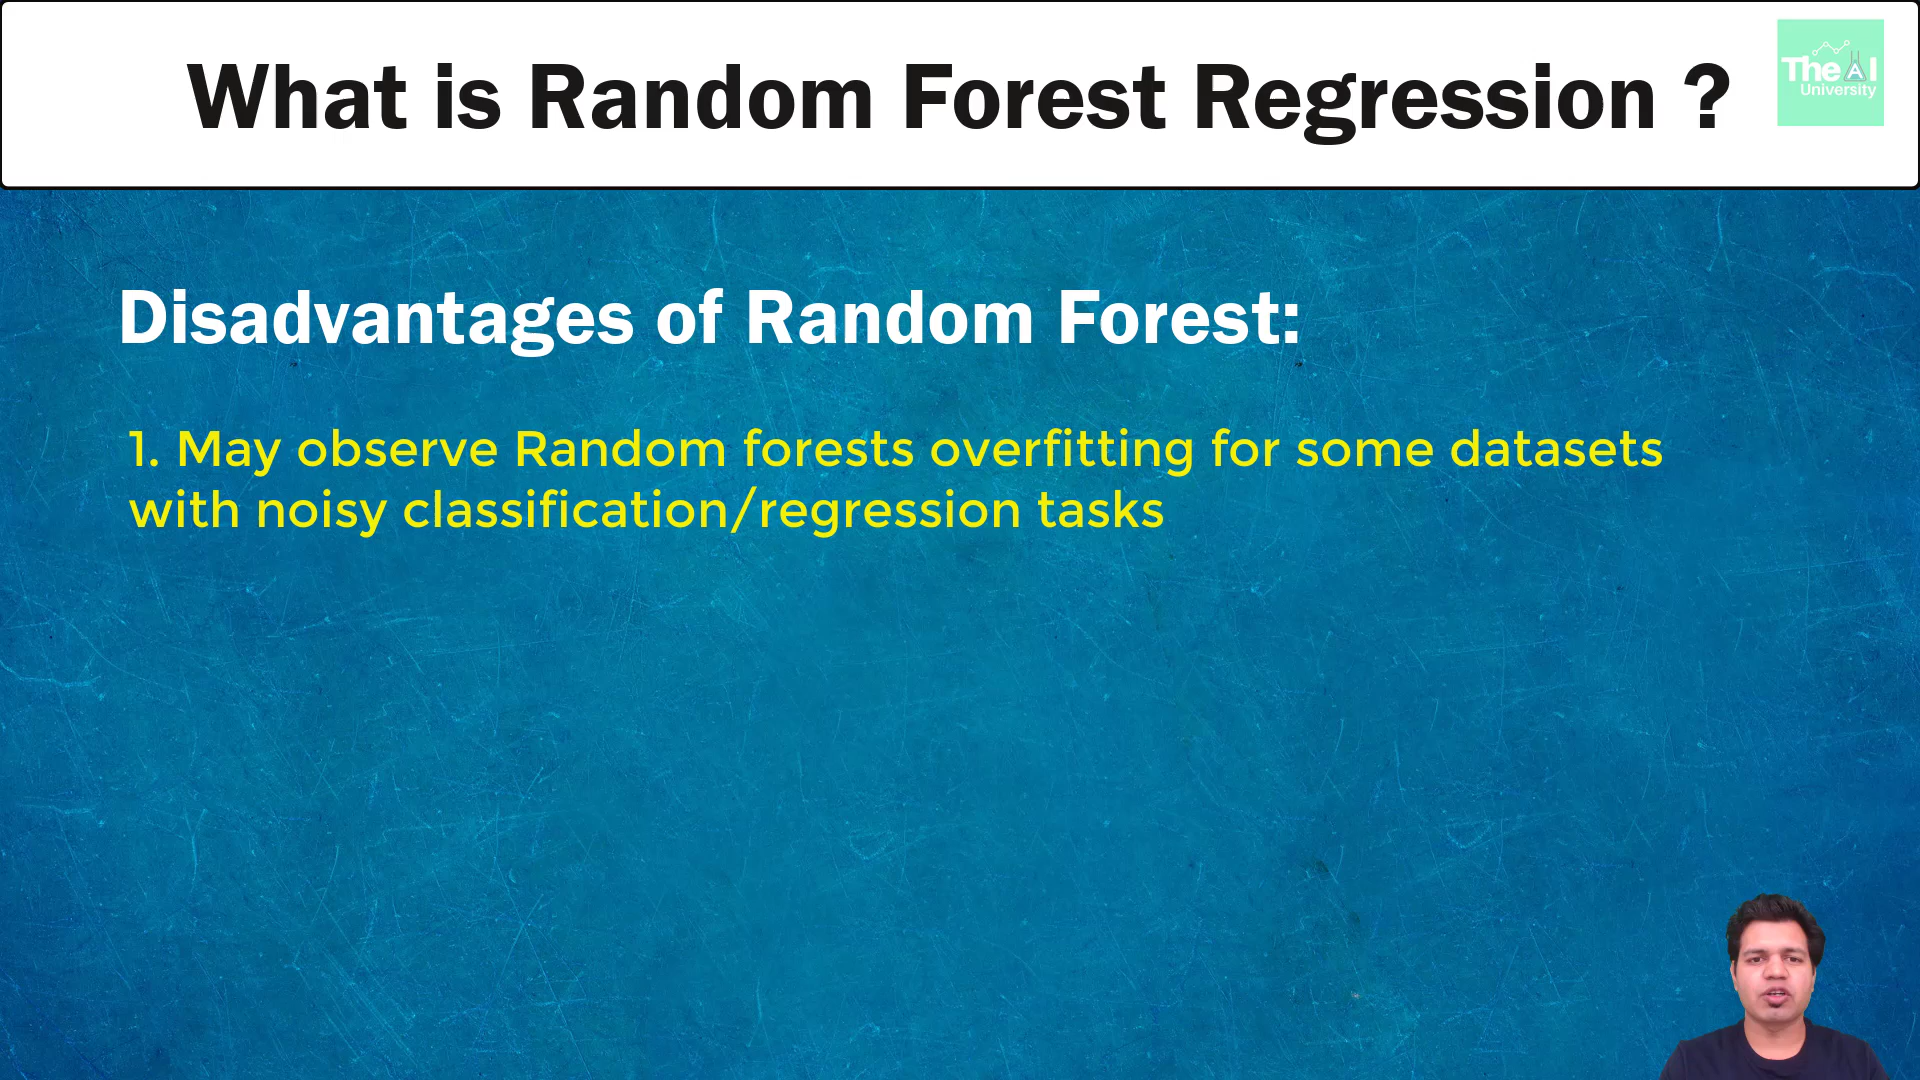 What is Random Forest Regression ?
The AI
University
Disadvantages of Random Forest:
1. May observe Random forests overfitting for some datasets
with noisy classification/regression tasks